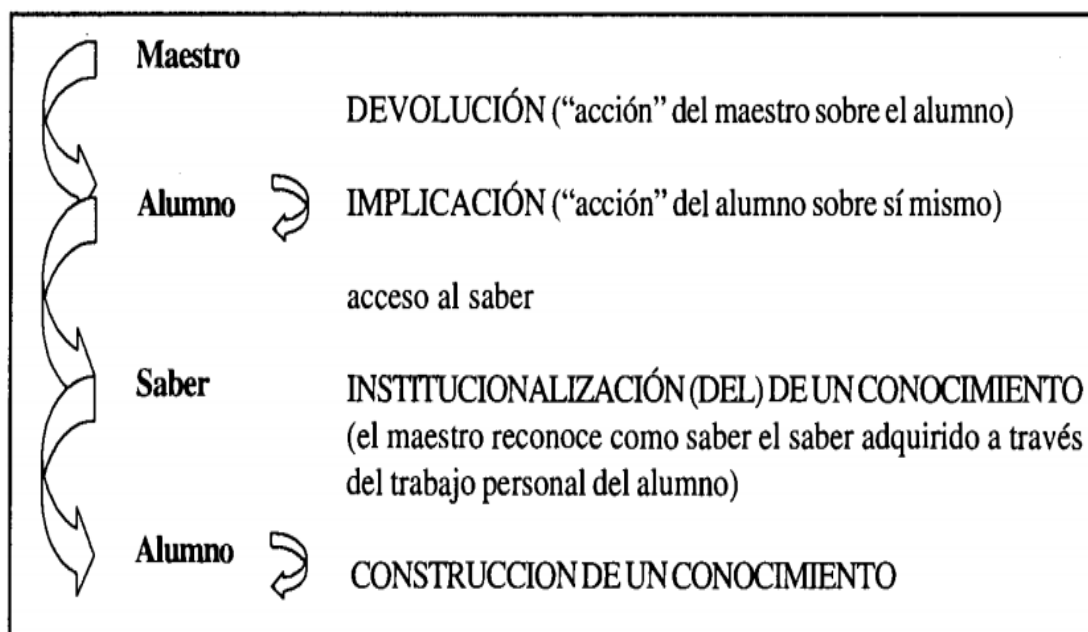 Maestro
DEVOLUCIÓN (“acción” del maestro sobre el alumno)
Alumno IMPLICACIÓN (“acción” del alumno sobre sí mismo)
acceso al saber
Saber INSTITUCIONALIZACIÓN (DEL) DE UN CONOCIMIENTO
(el maestro reconoce como saber el saber adquirido a través
del trabajo personal del alumno)
Alumno CONSTRUCCION DE UN CONOCIMIENTO